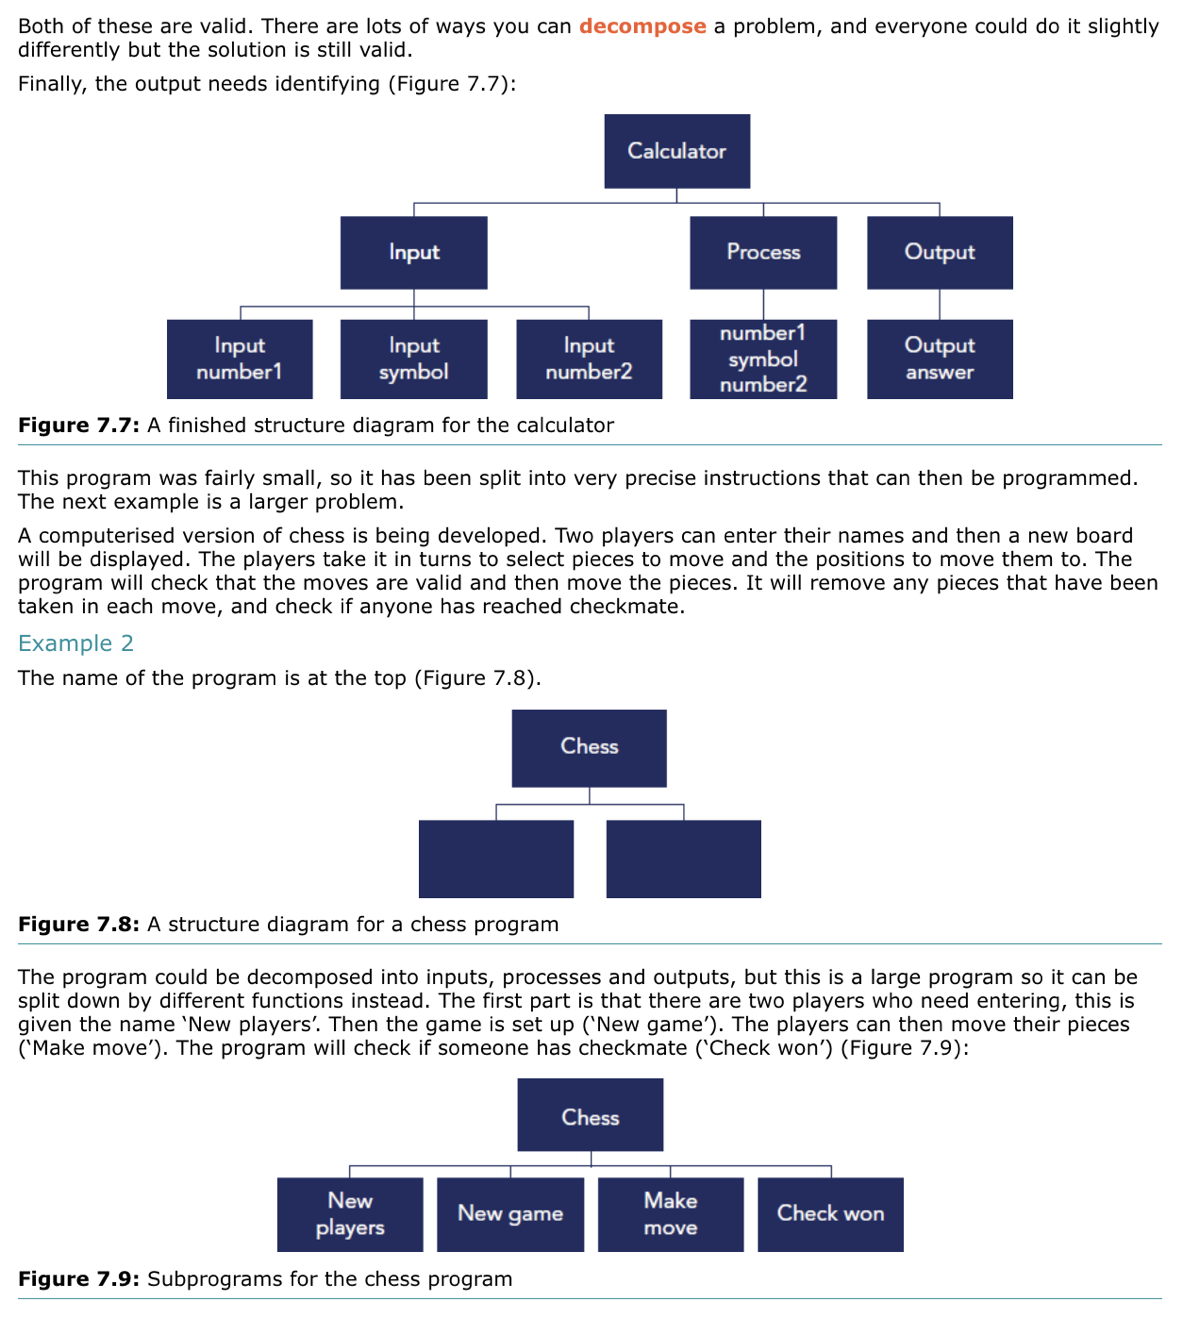 Both of these are valid. There are lots of ways you can decompose a problem, and everyone could do it slightly
differently but the solution is still valid.
Finally, the output needs identifying (Figure 7.7):
Calculator
Input
Process
Output
Input
number1
Input
symbol
Input
number2
number1
symbol
number2
Output
answer
Figure 7.7: A finished structure diagram for the calculator
This program was fairly small, so it has been split into very precise instructions that can then be programmed.
The next example is a larger problem.
A computerised version of chess is being developed. Two players can enter their names and then a new board
will be displayed. The players take it in turns to select pieces to move and the positions to move them to. The
program will check that the moves are valid and then move the pieces. It will remove any pieces that have been
taken in each move, and check if anyone has reached checkmate.
Example 2
The name of the program is at the top (Figure 7.8).
Chess
Figure 7.8: A structure diagram for a chess program
The program could be decomposed into inputs, processes and outputs, but this is a large program so it can be
split down by different functions instead. The first part is that there are two players who need entering, this is
given the name ‘New players’. Then the game is set up (‘New game’). The players can then move their pieces
(‘Make move’). The program will check if someone has checkmate (‘Check won’) (Figure 7.9):
Chess
New
players
New game
Make
move
Check won
Figure 7.9: Subprograms for the chess program